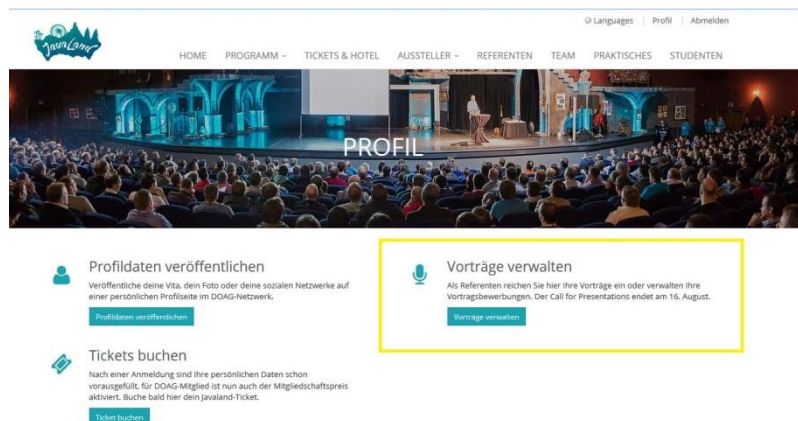 Languages | Profil | Abmelden
The JavaLand
HOME PROGRAMM TICKETS & HOTEL AUSSTELLER REFERENTEN TEAM PRAKTISCHES STUDENTEN
PROFIL
Profildaten veröffentlichen
Veröffentliche deine Vita, dein Foto oder deine sozialen Netzwerke auf
einer persönlichen Profilseite im DOAG-Netzwerk.
Profildaten veröffentlichen
Vorträge verwalten
Als Referenten reichen Sie hier Ihre Vorträge ein oder verwalten Ihre
Vortragsbewerbungen. Der Call for Presentations endet am 16. August.
Vorträge verwalten
Tickets buchen
Nach einer Anmeldung sind Ihre persönlichen Daten schon
vorausgefüllt, für DOAG-Mitglied ist nun auch der Mitgliedschaftspreis
aktiviert. Buche bald hier dein Javaland-Ticket.
Ticket buchen